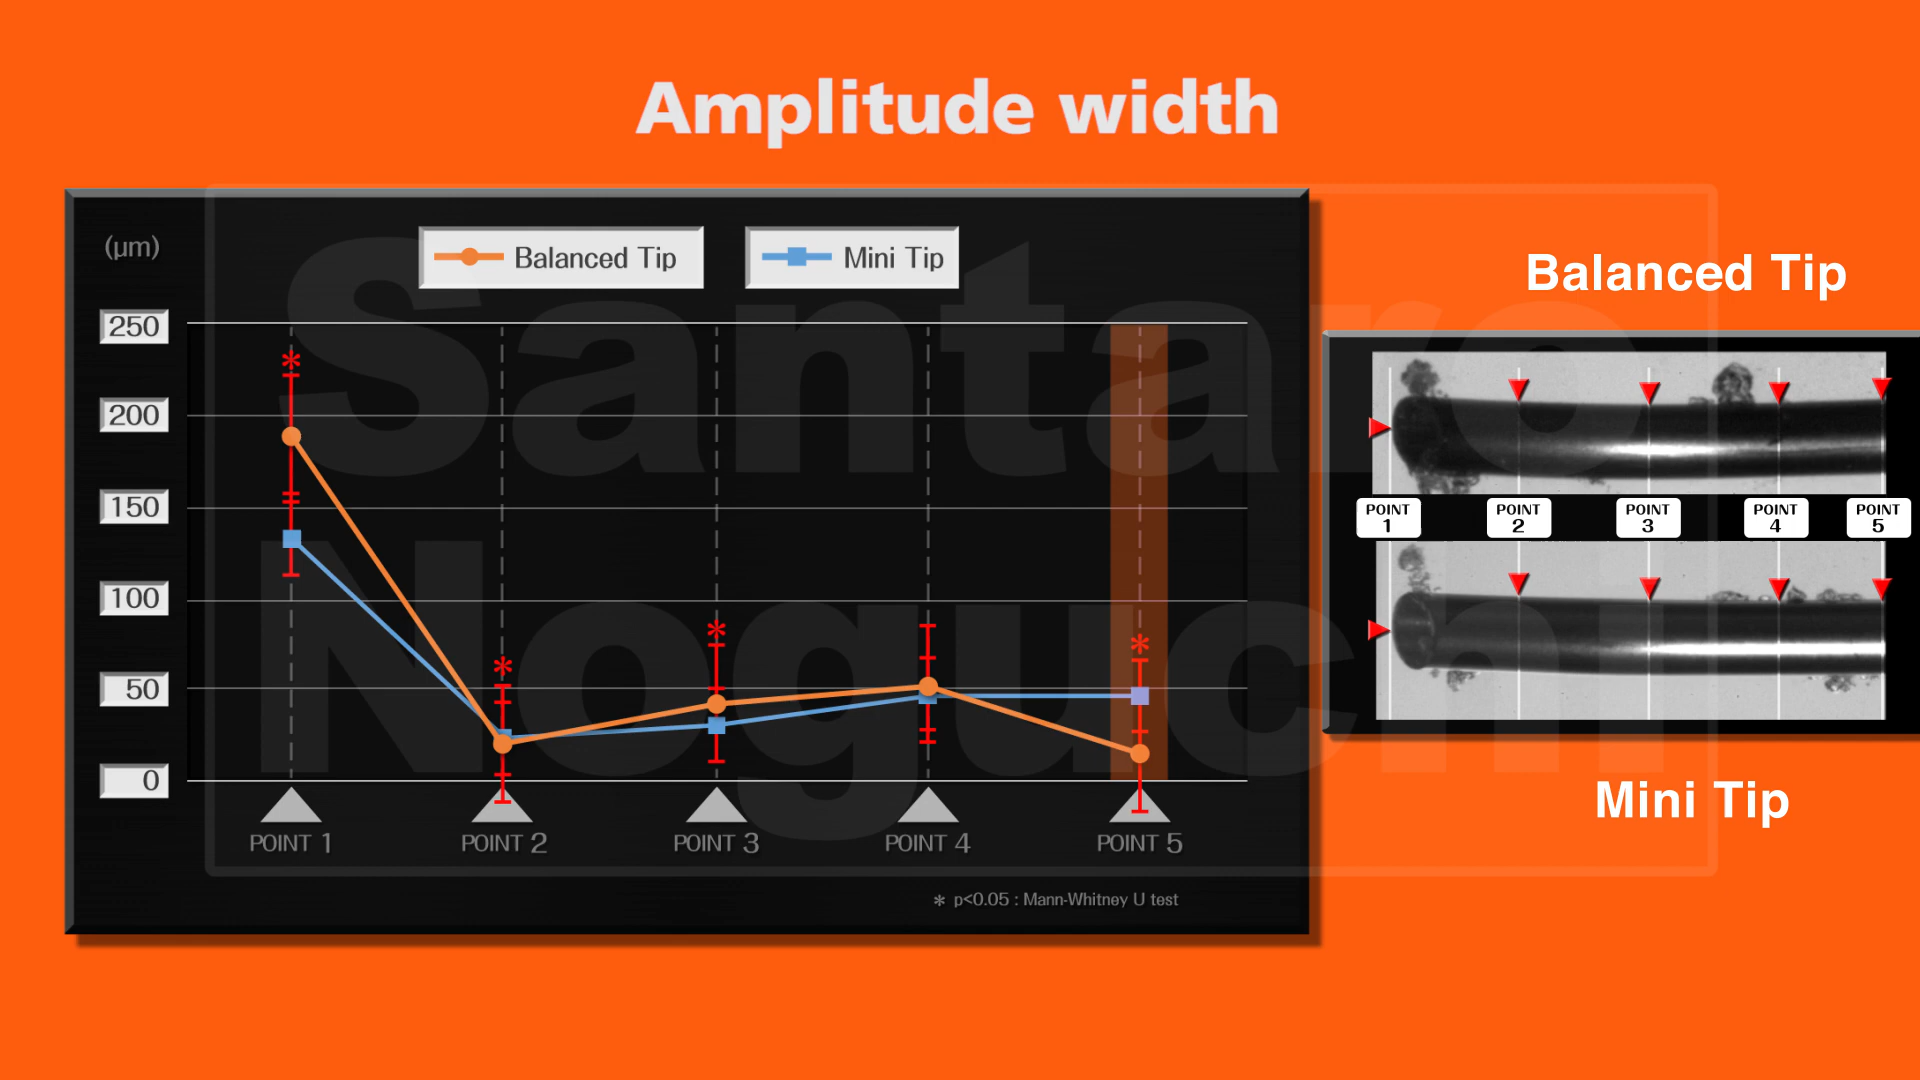 Amplitude width
(µm)
Balanced Tip
Mini Tip
250
200
150
100
50
0
POINT 1
POINT 2
POINT 3
POINT 4
POINT 5
* p<0.05 : Mann-Whitney U test
Balanced Tip
POINT 1
POINT 2
POINT 3
POINT 4
POINT 5
Mini Tip
Santaro
Noguchi